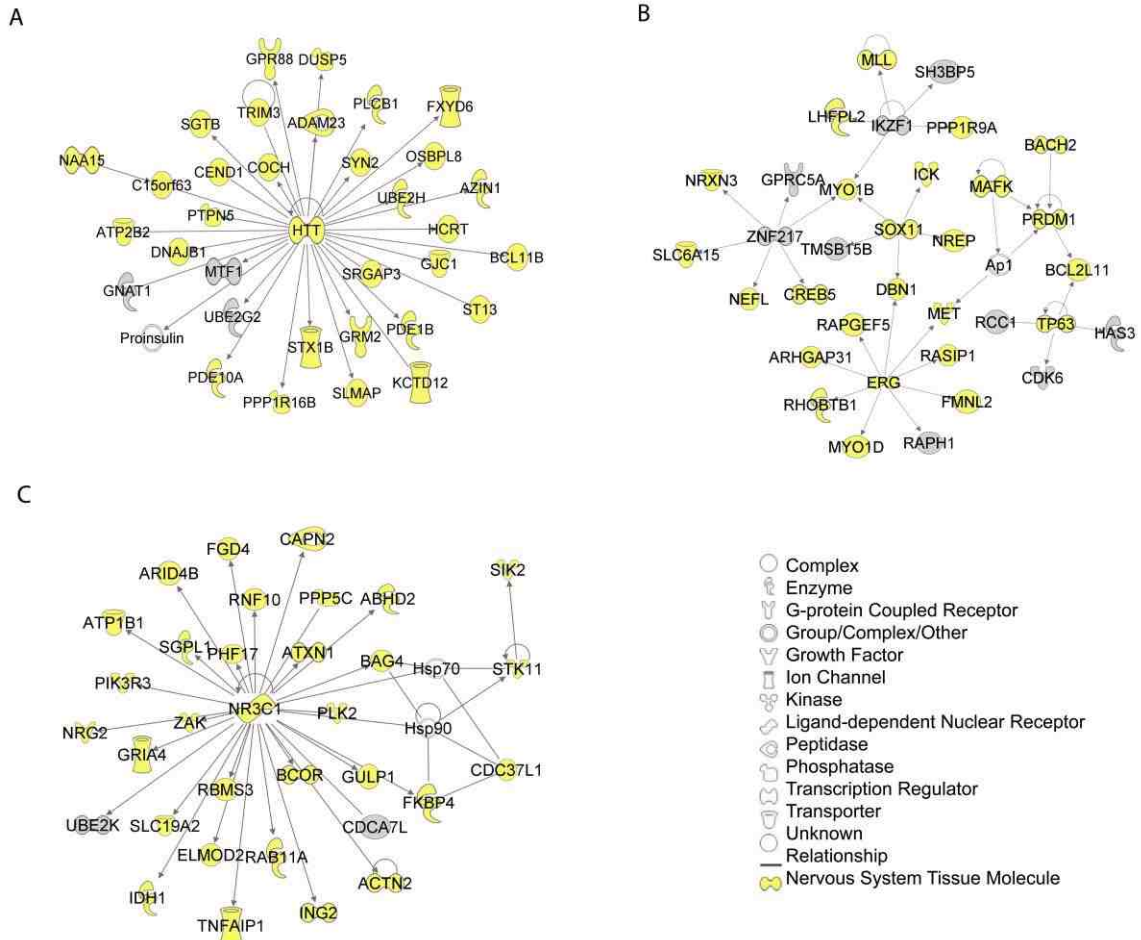 A
GPR88
DUSP5
TRIM3
PLCB1
FXYD6
SGTB
ADAM23
NAA15
CEND1
COCH
SYN2
OSBPL8
C15orf63
UBE2H
AZIN1
PTPN5
ATP2B2
HTT
HCRT
DNAJB1
MTF1
SRGAP3
GJC1
BCL11B
GNAT1
UBE2G2
ST13
Proinsulin
STX1B
GRM2
PDE1B
PDE10A
PPP1R16B
SLMAP
KCTD12
B
MLL
SH3BP5
LHFPL2
IKZF1
PPP1R9A
BACH2
NRXN3
GPRC5A
MYO1B
ICK
MAFK
PRDM1
ZNF217
SOX11
SLC6A15
TMSB15B
NREP
Ap1
BCL2L11
NEFL
CREB5
DBN1
RAPGEF5
MET
RCC1
TP63
HAS3
ARHGAP31
RASIP1
CDK6
ERG
RHOBTB1
FMNL2
MYO1D
RAPH1
C
CAPN2
FGD4
ARID4B
SIK2
RNF10
PPP5C
ABHD2
ATP1B1
SGPL1
PHF17
ATXN1
BAG4
Hsp70
STK11
PIK3R3
NR3C1
PLK2
NRG2
ZAK
Hsp90
GRIA4
BCOR
GULP1
CDC37L1
RBMS3
FKBP4
UBE2K
SLC19A2
CDCA7L
ELMOD2
RAB11A
ACTN2
IDH1
ING2
TNFAIP1
Complex
Enzyme
G-protein Coupled Receptor
Group/Complex/Other
Growth Factor
Ion Channel
Kinase
Ligand-dependent Nuclear Receptor
Peptidase
Phosphatase
Transcription Regulator
Transporter
Unknown
Relationship
Nervous System Tissue Molecule